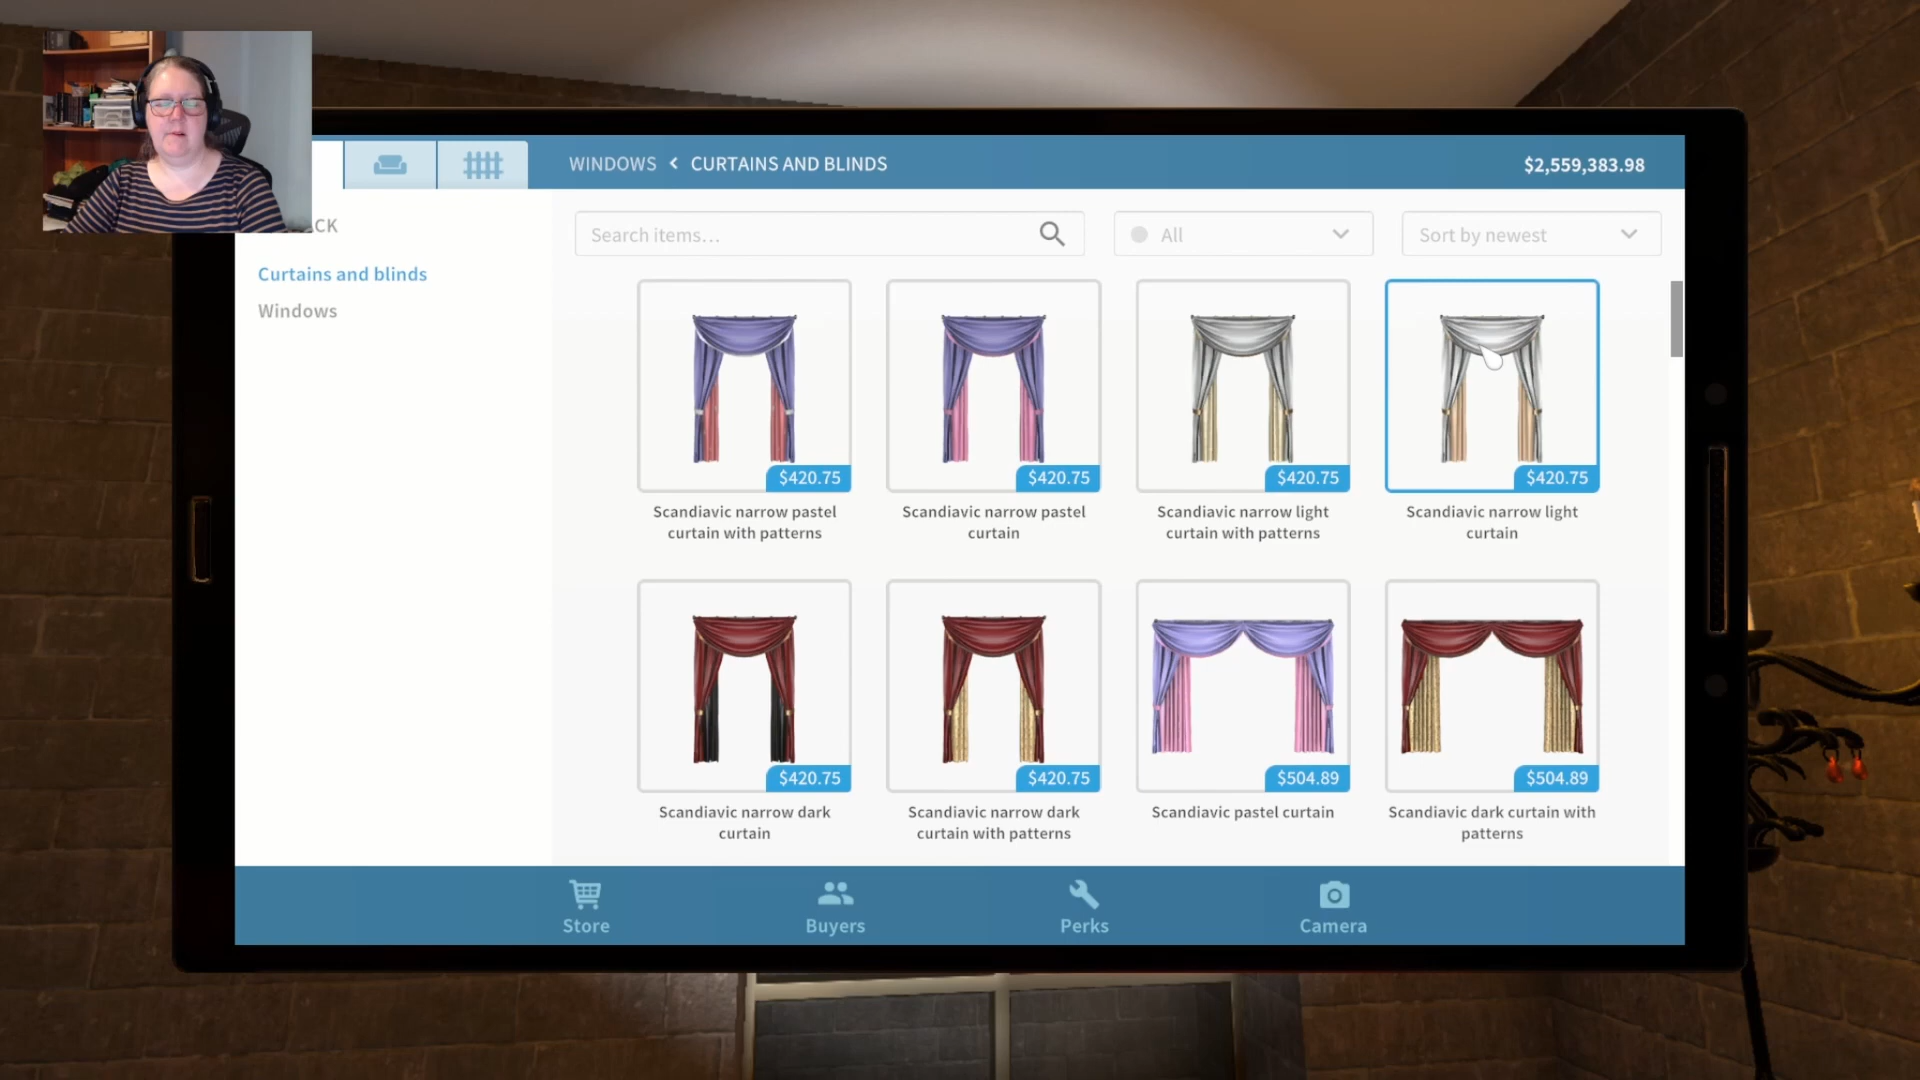 WINDOWS < CURTAINS AND BLINDS
$2,559,383.98
CK
Search items...
All
Sort by newest
Curtains and blinds
Windows
$420.75
$420.75
$420.75
$420.75
Scandiavic narrow pastel
curtain with patterns
Scandiavic narrow pastel
curtain
Scandiavic narrow light
curtain with patterns
Scandiavic narrow light
curtain
$420.75
$420.75
$504.89
$504.89
Scandiavic narrow dark
curtain
Scandiavic narrow dark
curtain with patterns
Scandiavic pastel curtain
Scandiavic dark curtain with
patterns
Store
Buyers
Perks
Camera